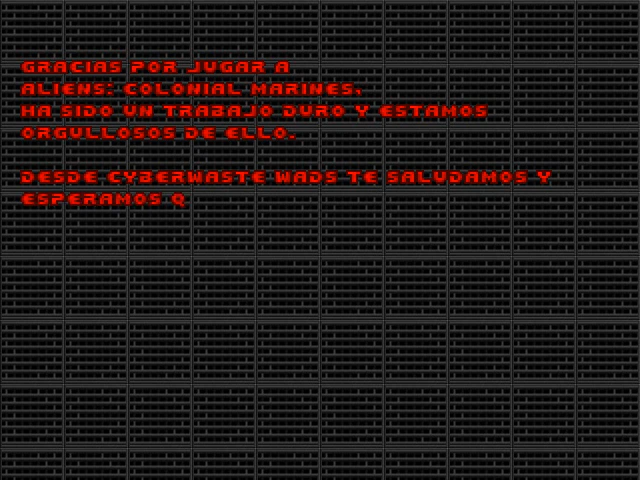 GRACIAS POR JUGAR A
ALIENS: COLONIAL MARINES,
HA SIDO UN TRABAJO DURO Y ESTAMOS
ORGULLOSOS DE ELLO.
DESDE CYBERWASTE WADS TE SALUDAMOS Y
ESPERAMOS Q